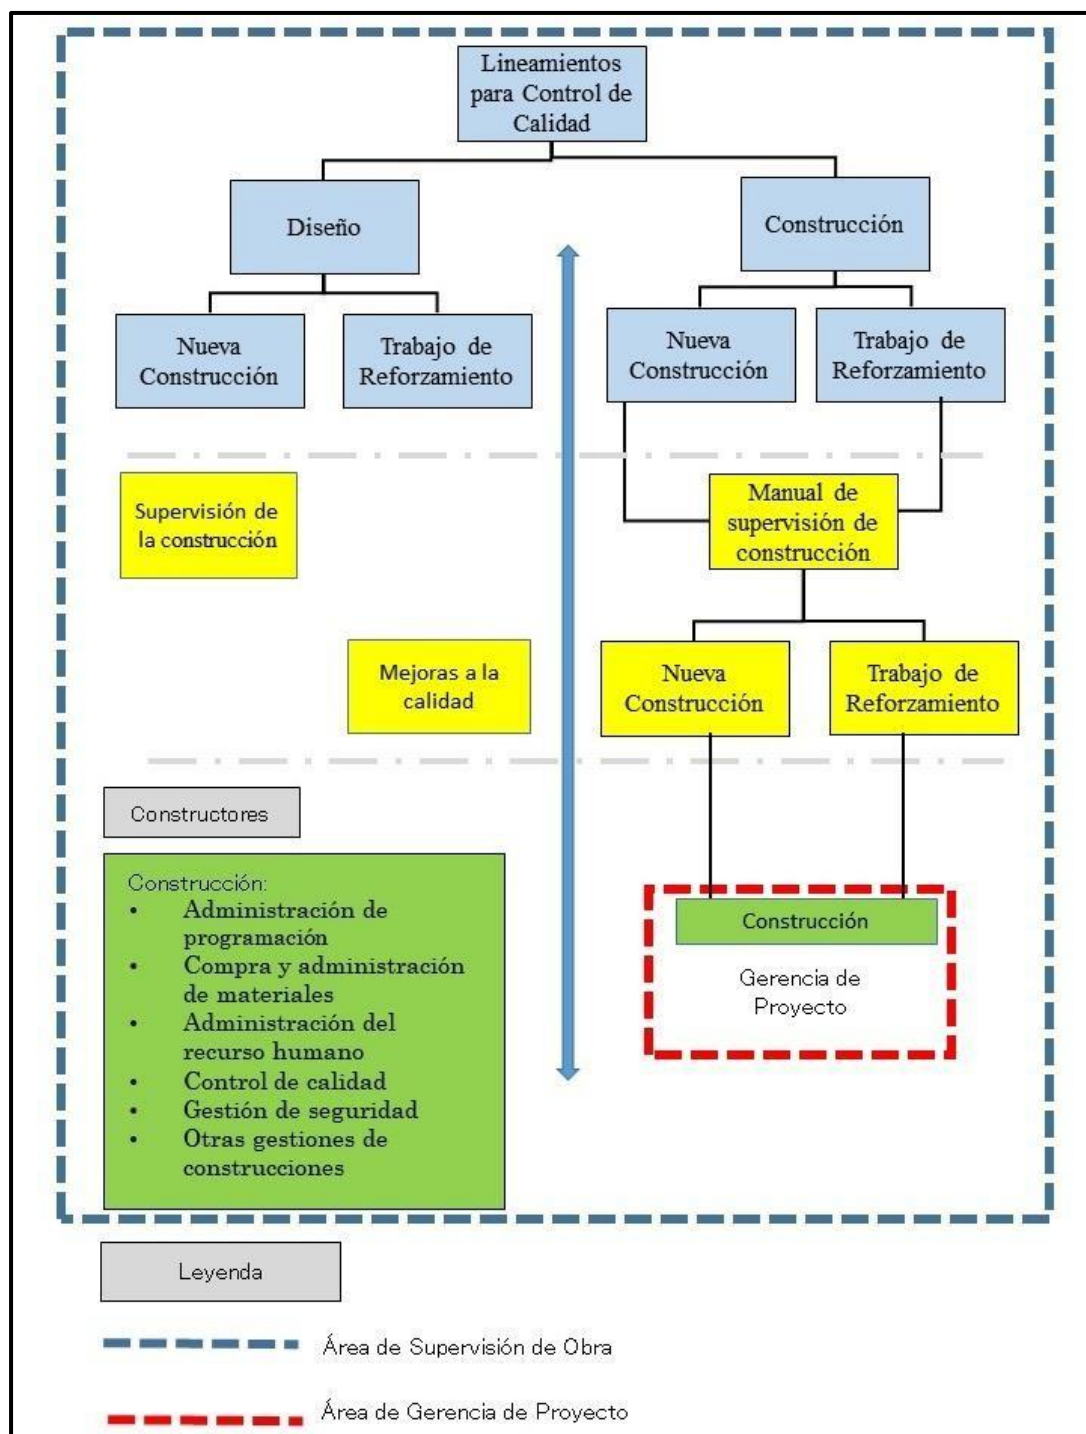 Lineamientos
para Control de
Calidad
Diseño
Construcción
Nueva
Construcción
Trabajo de
Reforzamiento
Nueva
Construcción
Trabajo de
Reforzamiento
Supervisión de
la construcción
Manual de
supervisión de
construcción
Mejoras a la
calidad
Nueva
Construcción
Trabajo de
Reforzamiento
Constructores
Construcción:
• Administración de
programación
• Compra y administración
de materiales
• Administración del
recurso humano
• Control de calidad
• Gestión de seguridad
• Otras gestiones de
construcciones
Construcción
Gerencia de
Proyecto
Leyenda
Área de Supervisión de Obra
Área de Gerencia de Proyecto